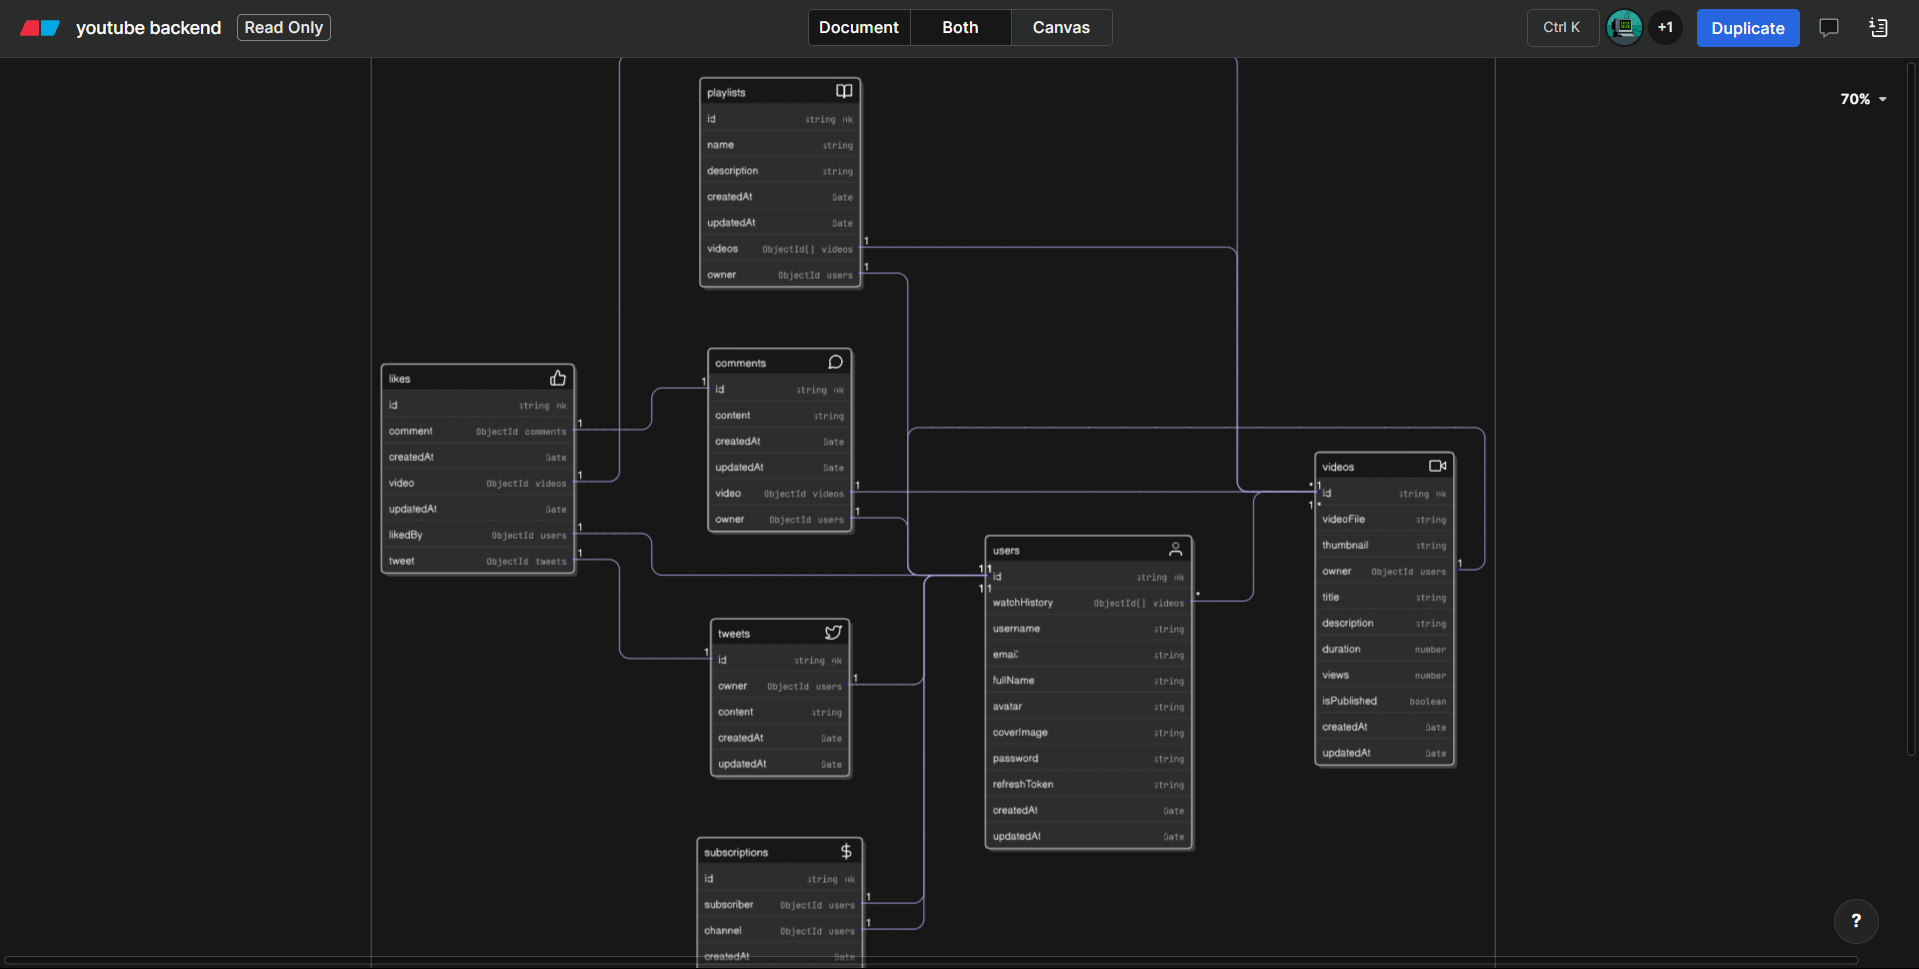 youtube backend
Read Only
Document
Both
Canvas
Ctrl K
+1
Duplicate
70%
playlists
id string pk
name string
description string
createdAt Date
updatedAt Date
videos ObjectId[] videos
1
owner ObjectId users
1
likes
id string pk
comment ObjectId comments
1
createdAt Date
video ObjectId videos
1
updatedAt Date
likedBy ObjectId users
1
tweet ObjectId tweets
1
comments
1
id string pk
content string
createdAt Date
updatedAt Date
video ObjectId videos
1
owner ObjectId users
1
tweets
1
id string pk
owner ObjectId users
1
content string
createdAt Date
updatedAt Date
subscriptions
id string pk
subscriber ObjectId users
1
channel ObjectId users
1
createdAt Date
users
1 1
id string pk
1 1
watchHistory ObjectId[] videos
*
username string
email string
fullName string
avatar string
coverImage string
password string
refreshToken string
createdAt Date
updatedAt Date
videos
* 1
id string pk
1 *
videoFile string
thumbnail string
owner ObjectId users
1
title string
description string
duration number
views number
isPublished boolean
createdAt Date
updatedAt Date
?